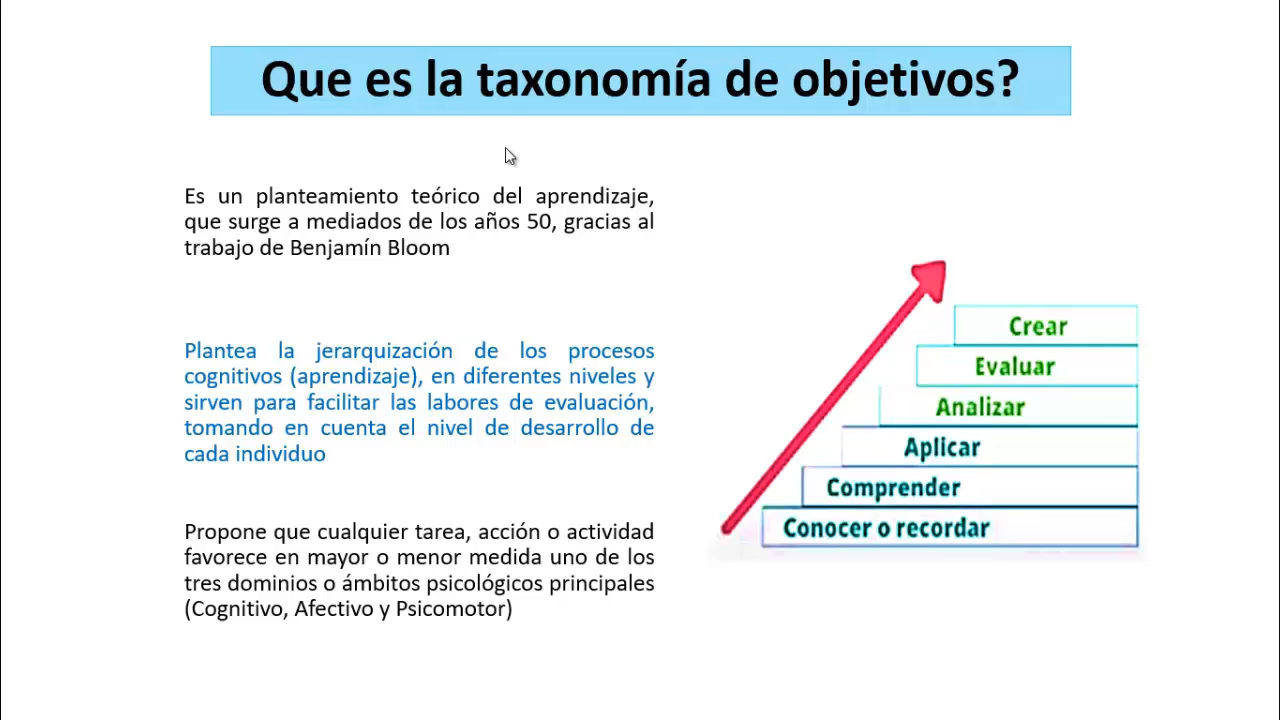 Que es la taxonomía de objetivos?
Es un planteamiento teórico del aprendizaje,
que surge a mediados de los años 50, gracias al
trabajo de Benjamín Bloom
Plantea la jerarquización de los procesos
cognitivos (aprendizaje), en diferentes niveles y
sirven para facilitar las labores de evaluación,
tomando en cuenta el nivel de desarrollo de
cada individuo
Propone que cualquier tarea, acción o actividad
favorece en mayor o menor medida uno de los
tres dominios o ámbitos psicológicos principales
(Cognitivo, Afectivo y Psicomotor)
Crear
Evaluar
Analizar
Aplicar
Comprender
Conocer o recordar